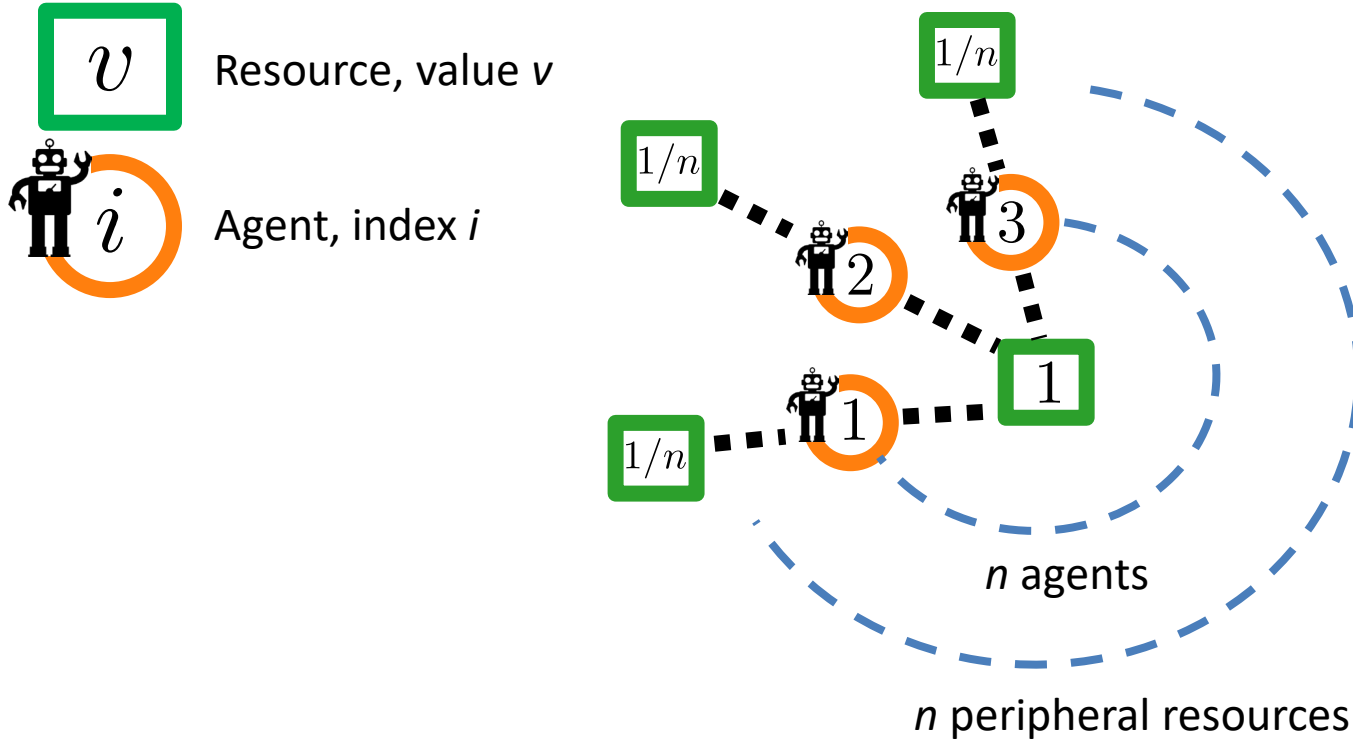 v
Resource, value v
i
Agent, index i
1/n
1/n
3
2
1
1
1/n
n agents
n peripheral resources